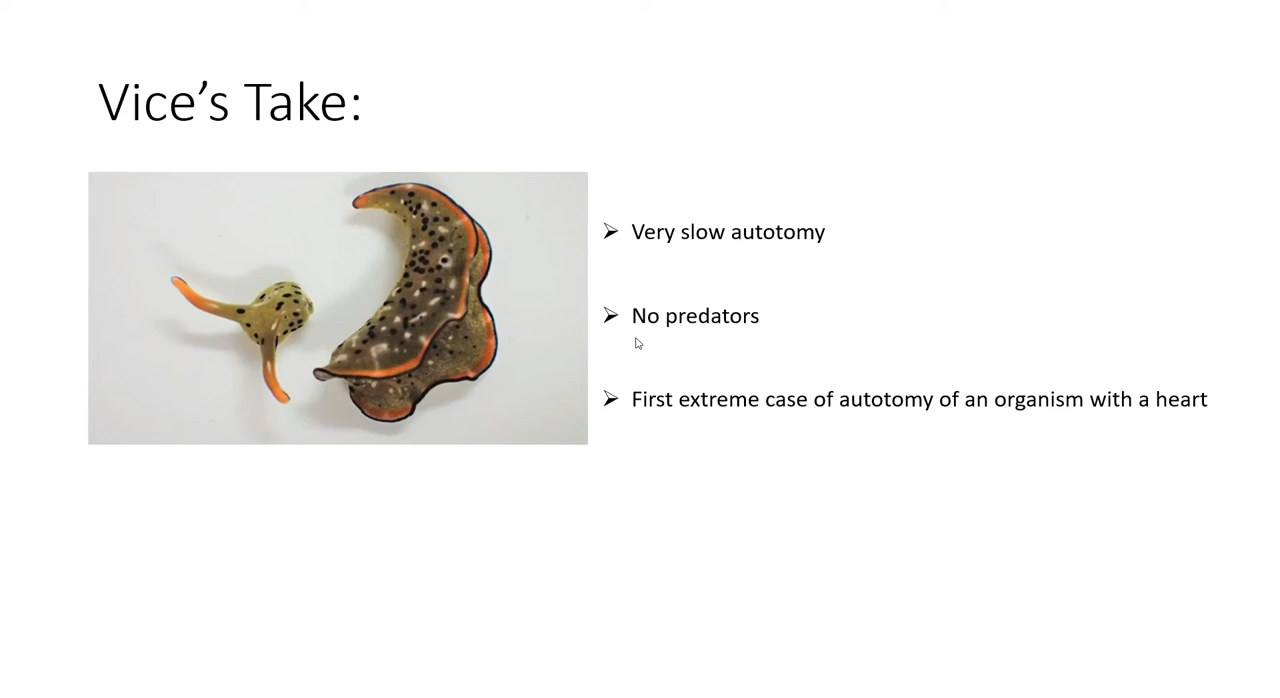 Vice’s Take:
Very slow autotomy
No predators
First extreme case of autotomy of an organism with a heart